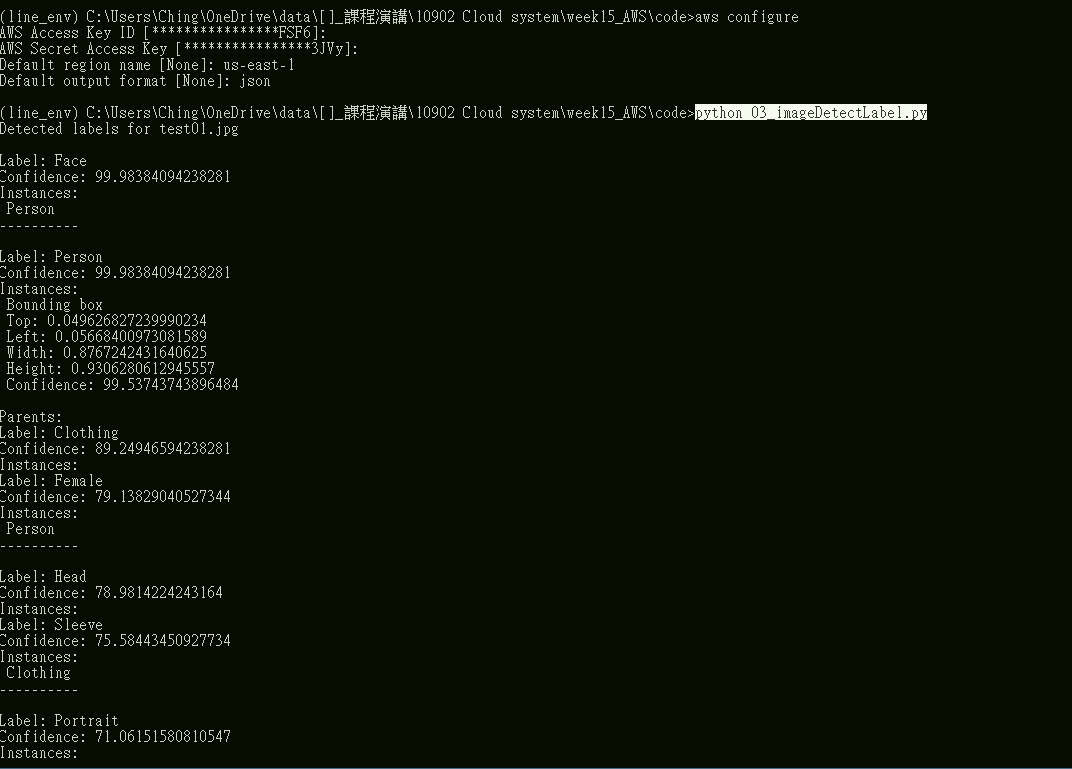 (line_env) C:\Users\Ching\OneDrive\data\[]_課程演講\10902 Cloud system\week15_AWS\code>aws configure
AWS Access Key ID [****************FSF6]:
AWS Secret Access Key [****************3JVy]:
Default region name [None]: us-east-1
Default output format [None]: json
(line_env) C:\Users\Ching\OneDrive\data\[]_課程演講\10902 Cloud system\week15_AWS\code>python 03_imageDetectLabel.py
Detected labels for test01.jpg
Label: Face
Confidence: 99.98384094238281
Instances:
Person
----------
Label: Person
Confidence: 99.98384094238281
Instances:
Bounding box
Top: 0.049626827239990234
Left: 0.05668400973081589
Width: 0.8767242431640625
Height: 0.9306280612945557
Confidence: 99.53743743896484
Parents:
Label: Clothing
Confidence: 89.24946594238281
Instances:
Label: Female
Confidence: 79.13829040527344
Instances:
Person
----------
Label: Head
Confidence: 78.9814224243164
Instances:
Label: Sleeve
Confidence: 75.58443450927734
Instances:
Clothing
----------
Label: Portrait
Confidence: 71.06151580810547
Instances: